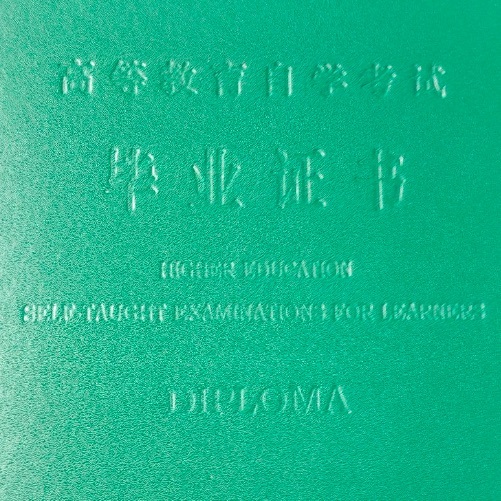 高等教育自学考试
毕业证书
HIGHER EDUCATION
SELF-TAUGHT EXAMINATIONS FOR LEARNERS
DIPLOMA